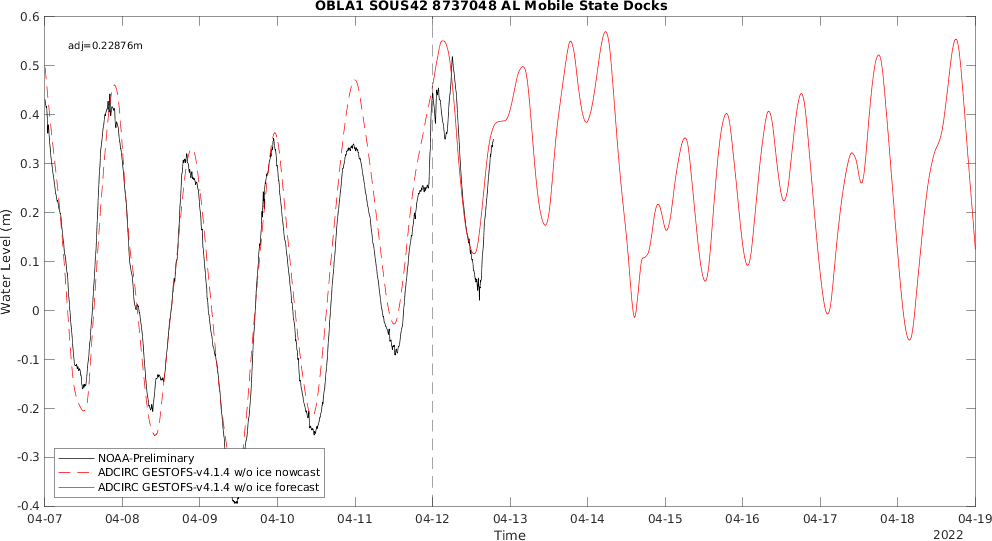 OBLA1 SOUS42 8737048 AL Mobile State Docks
adj=0.22876m
Water Level (m)
0.6
0.5
0.4
0.3
0.2
0.1
0
-0.1
-0.2
-0.3
-0.4
NOAA-Preliminary
ADCIRC GESTOFS-v4.1.4 w/o ice nowcast
ADCIRC GESTOFS-v4.1.4 w/o ice forecast
04-07 04-08 04-09 04-10 04-11 04-12 04-13 04-14 04-15 04-16 04-17 04-18 04-19
Time
2022